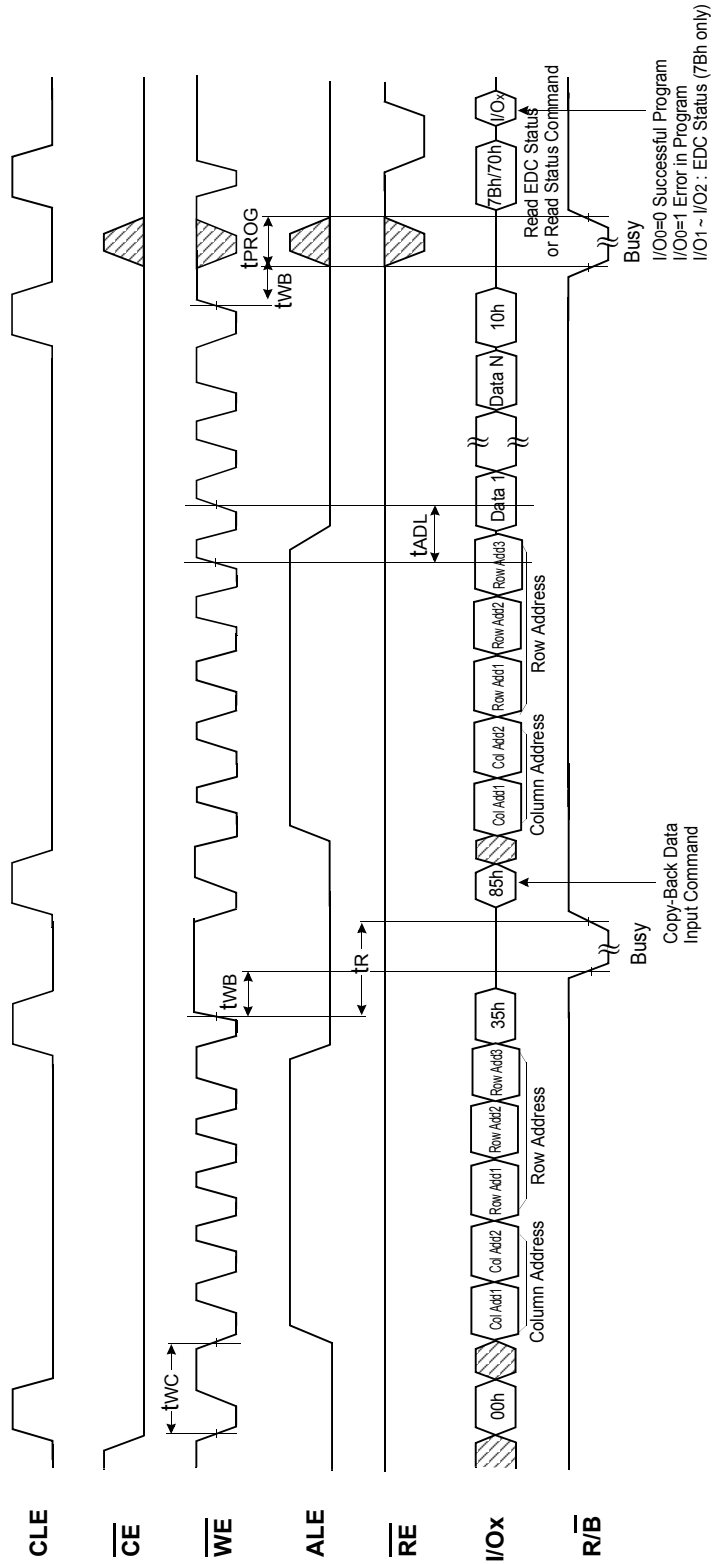 CLE
CE
WE
tWC
tWB
tWB
tPROG
ALE
tR
tADL
RE
I/Ox
00h
Col Add1
Col Add2
Row Add1
Row Add2
Row Add3
35h
85h
Col Add1
Col Add2
Row Add1
Row Add2
Row Add3
Data 1
Data N
10h
7Bh/70h
I/Ox
Column Address
Row Address
Column Address
Row Address
Read EDC Status
or Read Status Command
R/B
Busy
Busy
Copy-Back Data
Input Command
I/O0=0 Successful Program
I/O0=1 Error in Program
I/O1 ~ I/O2 : EDC Status (7Bh only)